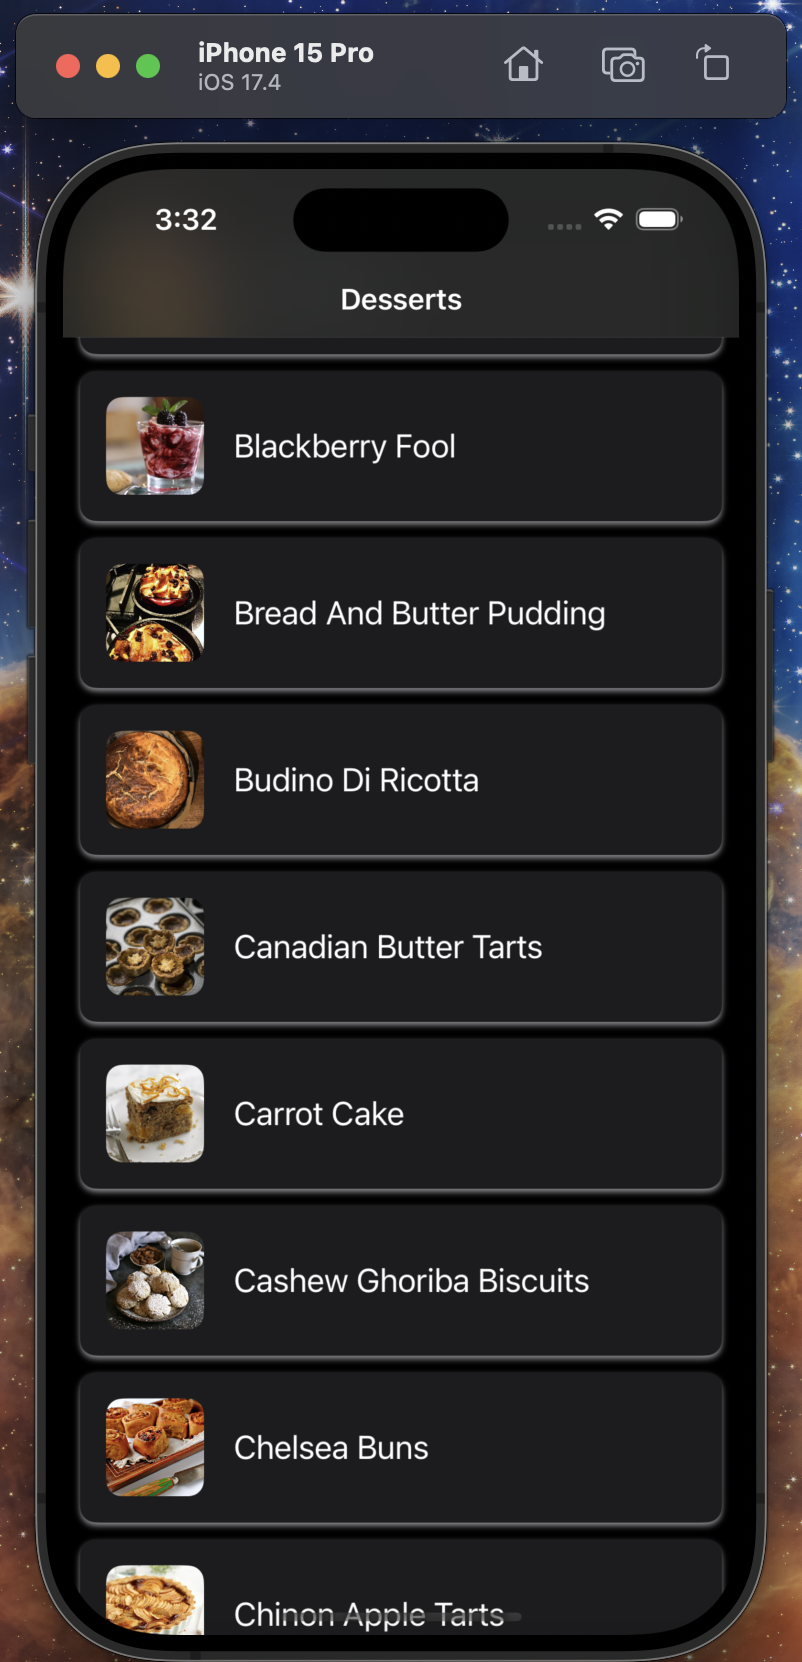 iPhone 15 Pro
iOS 17.4
3:32
Desserts
Blackberry Fool
Bread And Butter Pudding
Budino Di Ricotta
Canadian Butter Tarts
Carrot Cake
Cashew Ghoriba Biscuits
Chelsea Buns
Chinon Apple Tarts